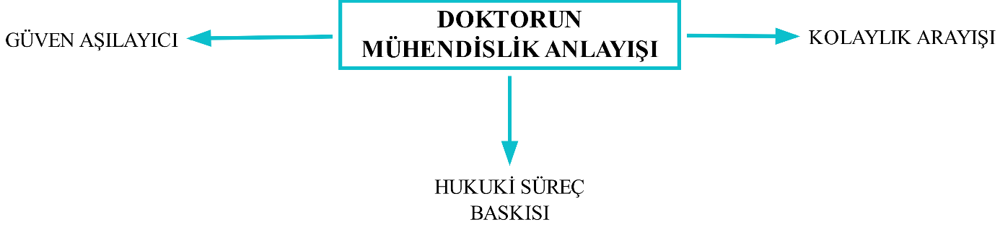 DOKTORUN
MÜHENDİSLİK ANLAYIŞI
GÜVEN AŞILAYICI
KOLAYLIK ARAYIŞI
HUKUKİ SÜREÇ
BASKISI